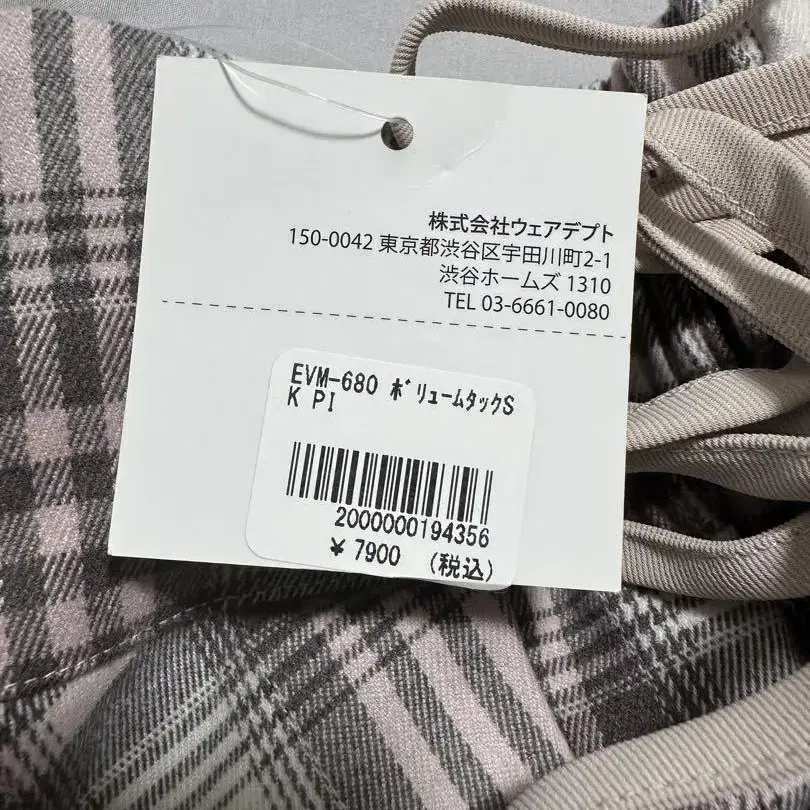 株式会社ウェアデプト
150-0042 東京都渋谷区宇田川町2-1
渋谷ホームズ 1310
TEL 03-6661-0080
EVM-680 ﾎﾞﾘｭｰﾑﾀｯｸS
K PI
2000000194356
¥ 7900 (税込)